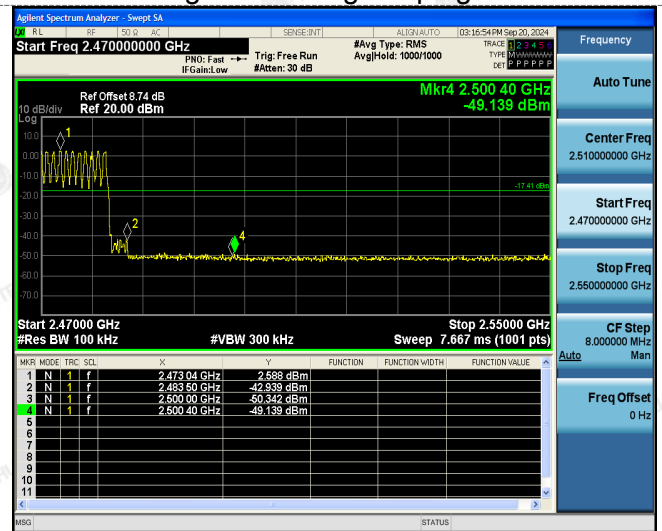 Agilent Spectrum Analyzer - Swept SA
LXI RL RF 50 Ω AC SENSE:INT ALIGN AUTO 03:16:54 PM Sep 20, 2024
Start Freq 2.470000000 GHz
PNO: Fast
IFGain:Low
Trig: Free Run
#Atten: 30 dB
#Avg Type: RMS
Avg|Hold: 1000/1000
TRACE 1 2 3 4 5 6
TYPE M W W W W W
DET P P P P P P
Ref Offset 8.74 dB
10 dB/div Ref 20.00 dBm
Log
Mkr4 2.500 40 GHz
-49.139 dBm
10.0
0.00
-10.0
-20.0
-30.0
-40.0
-50.0
-60.0
-70.0
1
2
4
-17.41 dBm
Start 2.47000 GHz Stop 2.55000 GHz
#Res BW 100 kHz #VBW 300 kHz Sweep 7.667 ms (1001 pts)
MKR MODE TRC SCL X Y FUNCTION FUNCTION WIDTH FUNCTION VALUE
1 N 1 f 2.473 04 GHz 2.588 dBm
2 N 1 f 2.483 50 GHz -42.939 dBm
3 N 1 f 2.500 00 GHz -50.342 dBm
4 N 1 f 2.500 40 GHz -49.139 dBm
5
6
7
8
9
10
11
MSG STATUS
Frequency
Auto Tune
Center Freq
2.510000000 GHz
Start Freq
2.470000000 GHz
Stop Freq
2.550000000 GHz
CF Step
8.000000 MHz
Auto Man
Freq Offset
0 Hz